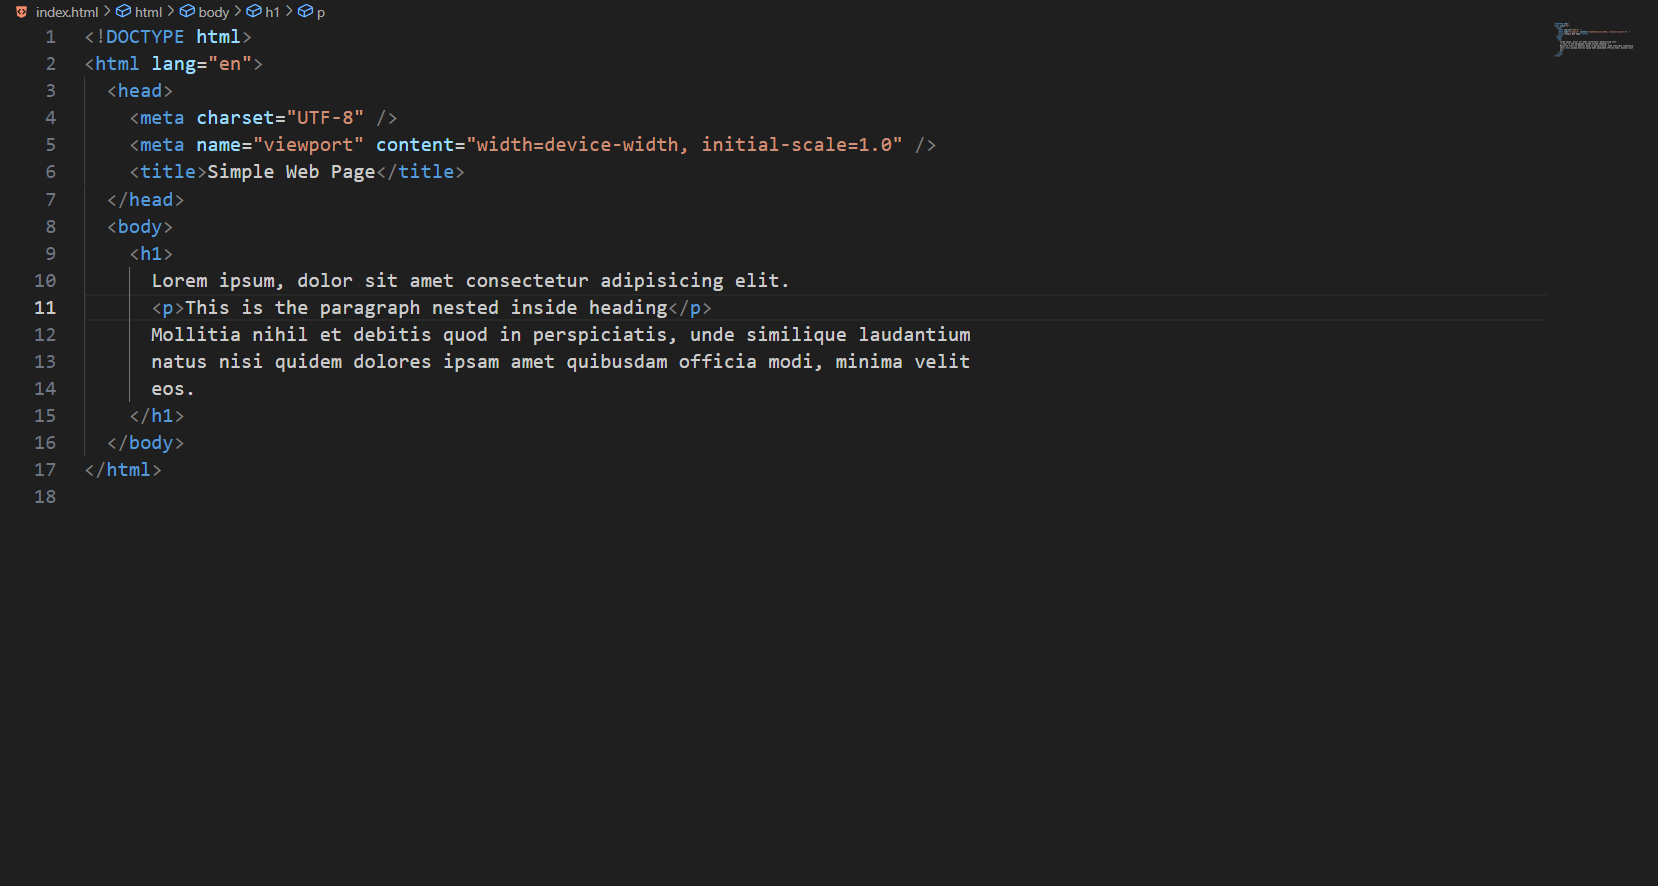 index.html > html > body > h1 > p
1 <!DOCTYPE html>
2 <html lang="en">
3 <head>
4 <meta charset="UTF-8" />
5 <meta name="viewport" content="width=device-width, initial-scale=1.0" />
6 <title>Simple Web Page</title>
7 </head>
8 <body>
9 <h1>
10 Lorem ipsum, dolor sit amet consectetur adipisicing elit.
11 <p>This is the paragraph nested inside heading</p>
12 Mollitia nihil et debitis quod in perspiciatis, unde similique laudantium
13 natus nisi quidem dolores ipsam amet quibusdam officia modi, minima velit
14 eos.
15 </h1>
16 </body>
17 </html>
18